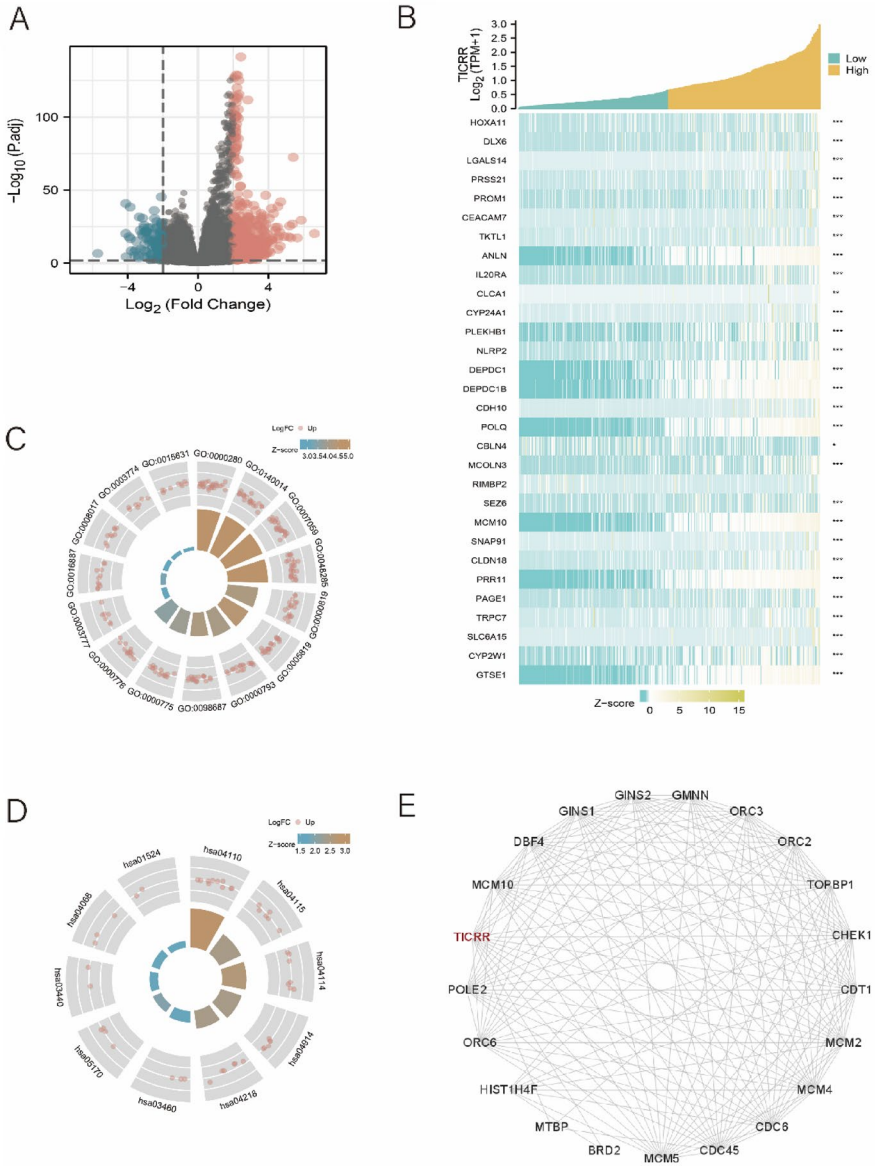 A
−Log10 (P.adj)
100
50
0
−4
0
4
Log2 (Fold Change)
B
TICRR
Log2 (TPM+1)
3.0
2.5
2.0
1.5
1.0
0.5
0.0
Low
High
HOXA11 ***
DLX6 ***
LGALS14 ***
PRSS21 ***
PROM1 ***
CEACAM7 ***
TKTL1 ***
ANLN ***
IL20RA ***
CLCA1 **
CYP24A1 ***
PLEKHB1 ***
NLRP2 ***
DEPDC1 ***
DEPDC1B ***
CDH10 ***
POLQ ***
CBLN4 *
MCOLN3 ***
RIMBP2
SEZ6 ***
MCM10 ***
SNAP91 ***
CLDN18 ***
PRR11 ***
PAGE1 ***
TRPC7 ***
SLC6A15 ***
CYP2W1 ***
GTSE1 ***
Z−score
0 5 10 15
C
LogFC Up
Z−score
3.03.54.04.55.0
GO:0000280
GO:0140014
GO:0007059
GO:0048285
GO:0000819
GO:0005819
GO:0000793
GO:0098687
GO:0000775
GO:0000776
GO:0003777
GO:0016887
GO:0008017
GO:0003774
GO:0015631
D
LogFC Up
Z−score
1.5 2.0 2.5 3.0
hsa04110
hsa04115
hsa04114
hsa04914
hsa04218
hsa03460
hsa05170
hsa03440
hsa04068
hsa01524
E
GINS2
GMNN
GINS1
ORC3
DBF4
ORC2
MCM10
TOPBP1
TICRR
CHEK1
POLE2
CDT1
ORC6
MCM2
HIST1H4F
MCM4
MTBP
CDC6
BRD2
MCM5
CDC45